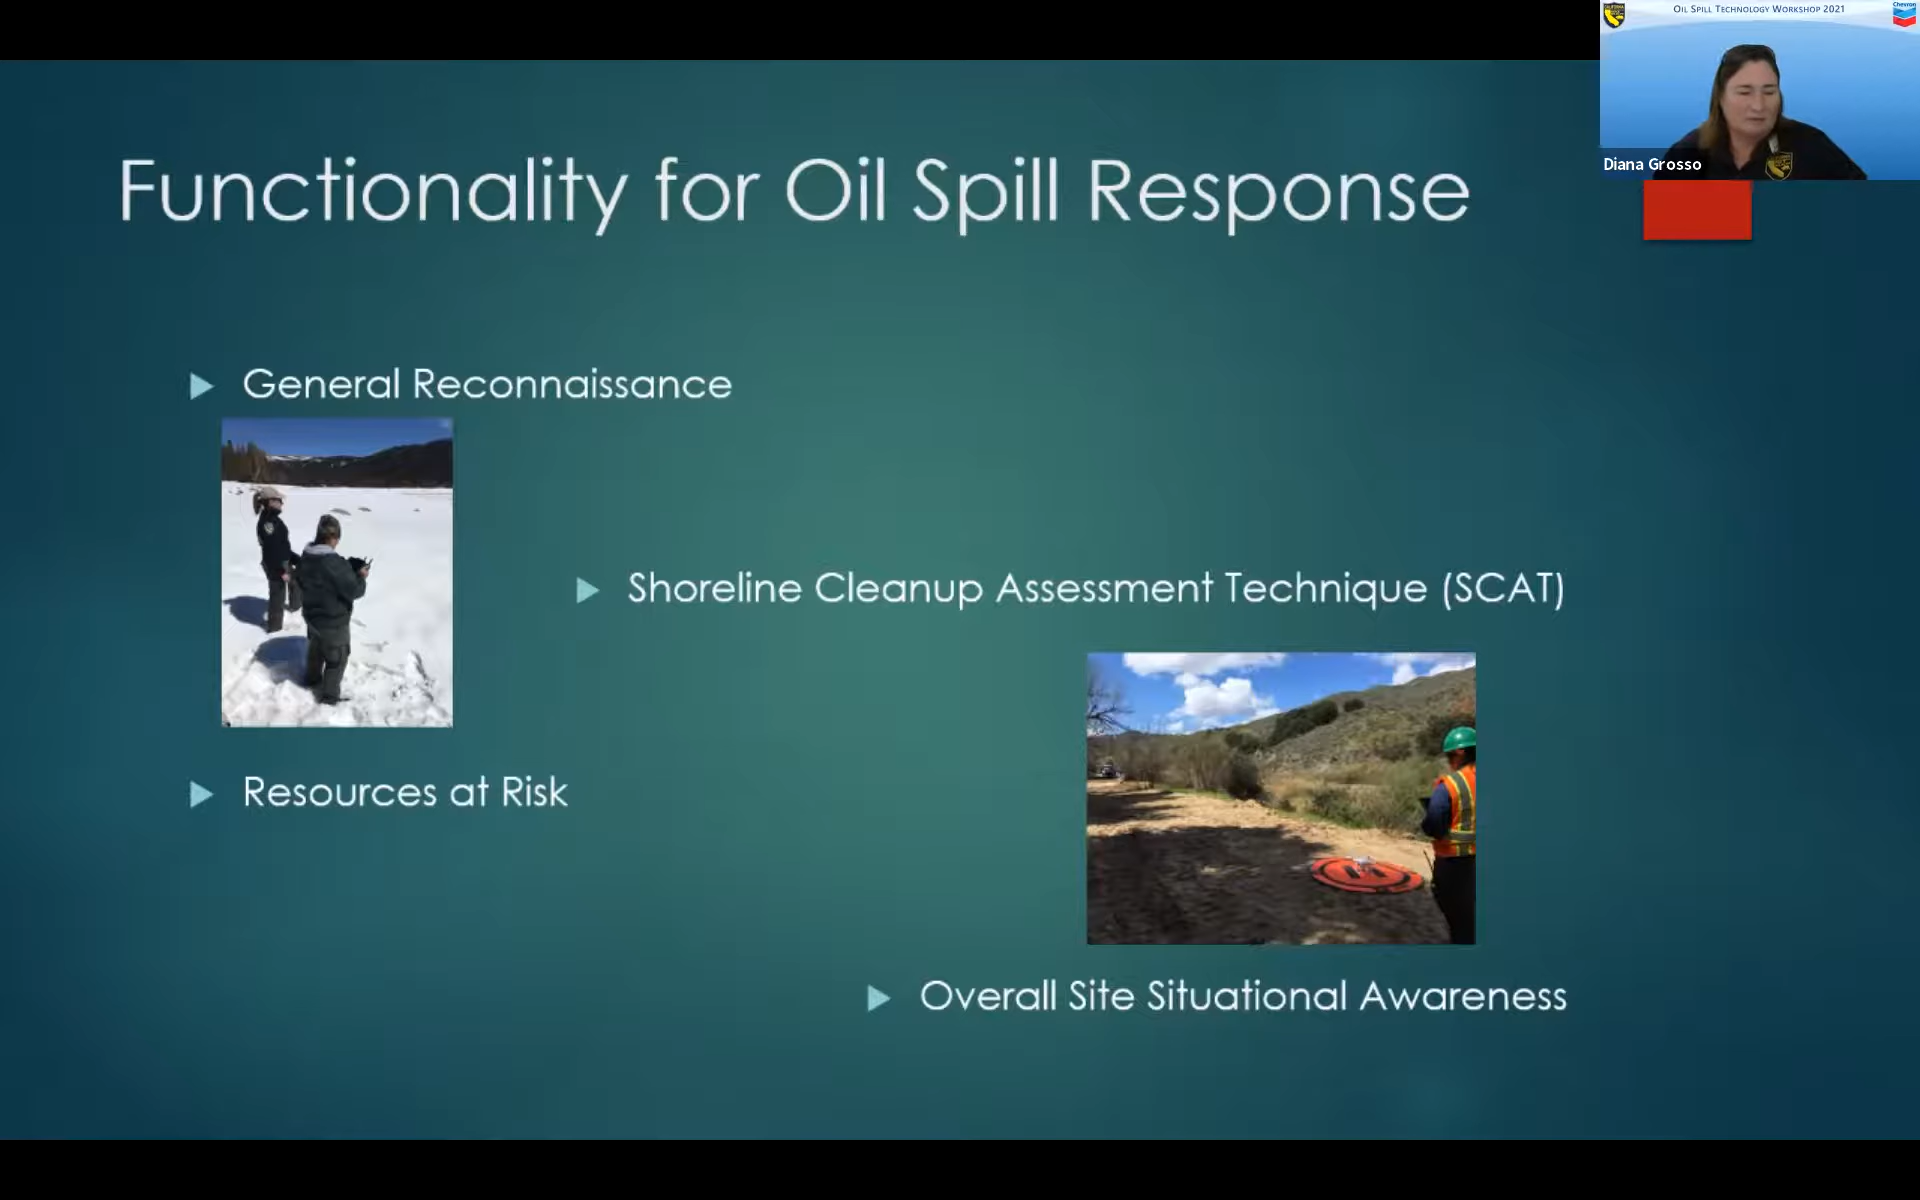 OIL SPILL TECHNOLOGY WORKSHOP 2021
Chevron
Diana Grosso
Functionality for Oil Spill Response
General Reconnaissance
Shoreline Cleanup Assessment Technique (SCAT)
Resources at Risk
Overall Site Situational Awareness